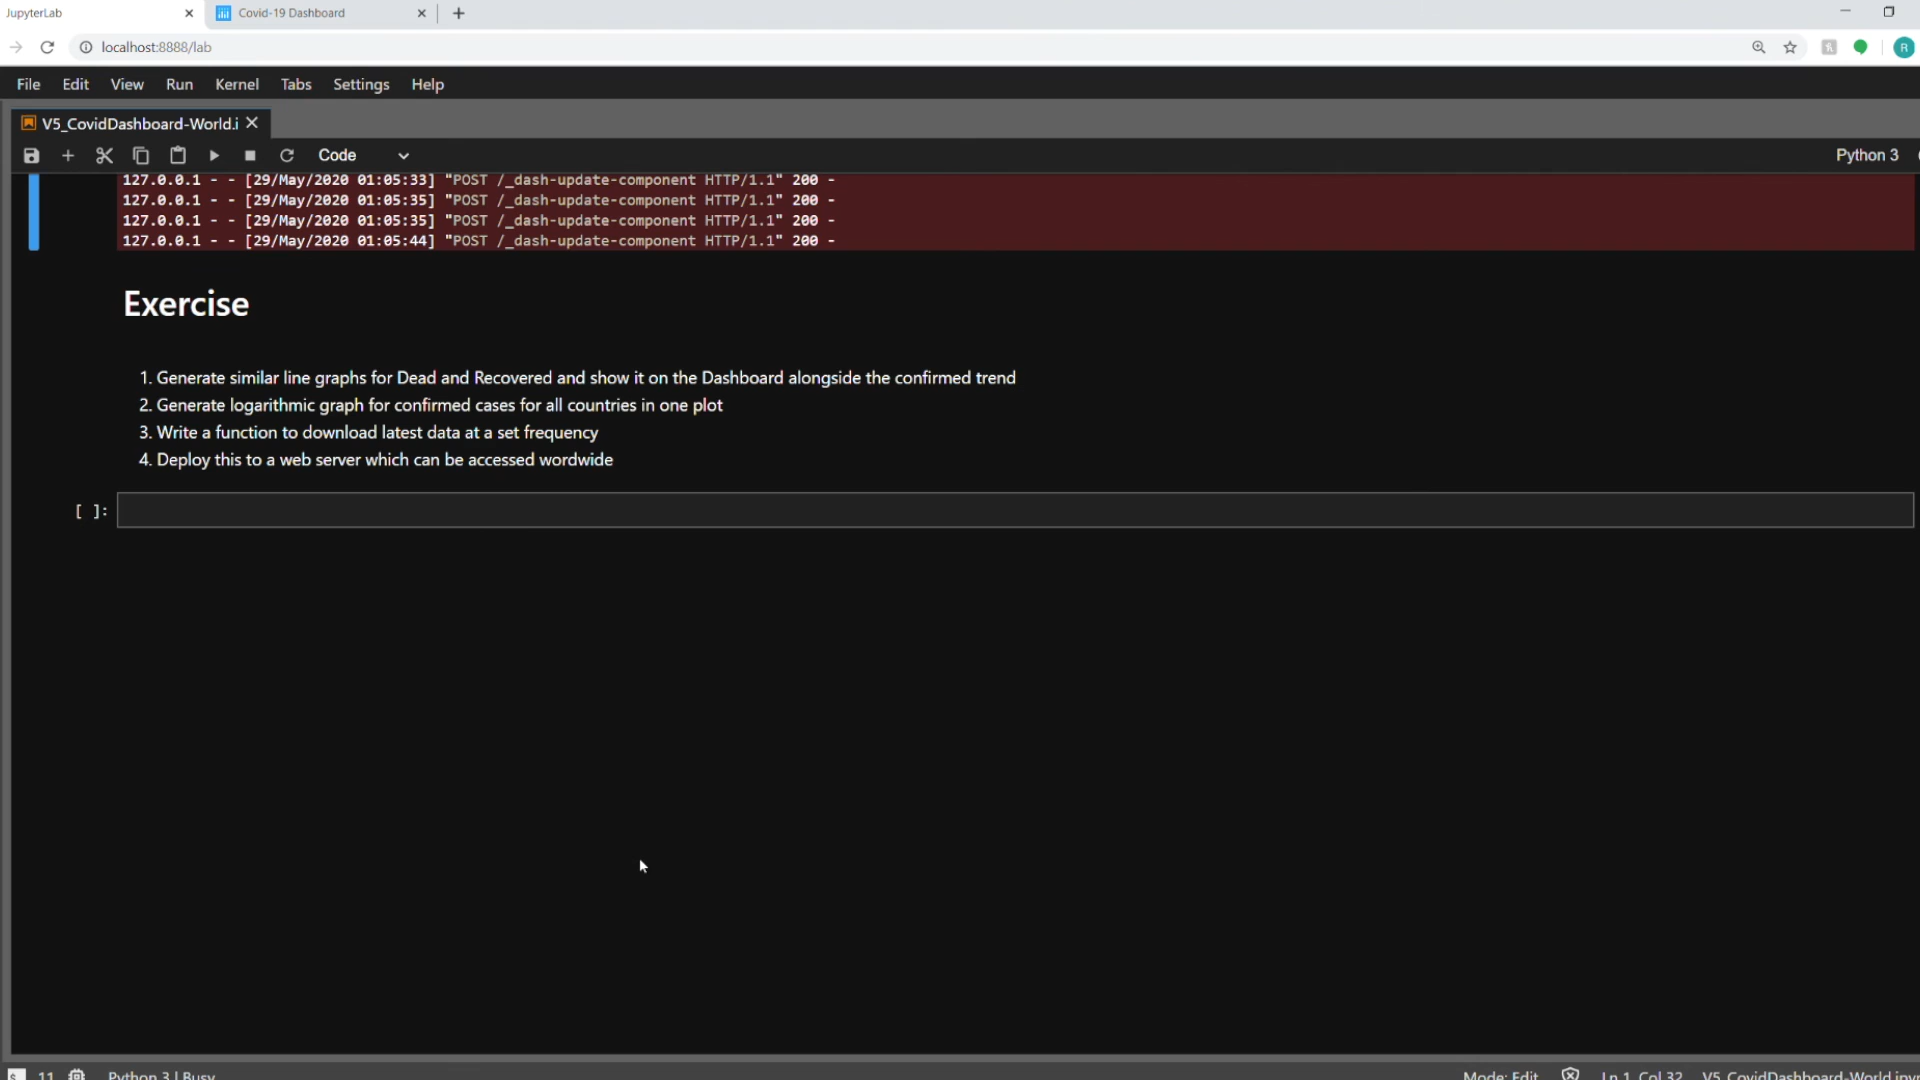 JupyterLab
Covid-19 Dashboard
localhost:8888/lab
R
File Edit View Run Kernel Tabs Settings Help
V5_CovidDashboard-World.i
Code
Python 3
127.0.0.1 - - [29/May/2020 01:05:33] "POST /_dash-update-component HTTP/1.1" 200 -
127.0.0.1 - - [29/May/2020 01:05:35] "POST /_dash-update-component HTTP/1.1" 200 -
127.0.0.1 - - [29/May/2020 01:05:35] "POST /_dash-update-component HTTP/1.1" 200 -
127.0.0.1 - - [29/May/2020 01:05:44] "POST /_dash-update-component HTTP/1.1" 200 -
Exercise
1. Generate similar line graphs for Dead and Recovered and show it on the Dashboard alongside the confirmed trend
2. Generate logarithmic graph for confirmed cases for all countries in one plot
3. Write a function to download latest data at a set frequency
4. Deploy this to a web server which can be accessed wordwide
[ ]:
11 Python 3 | Busy
Mode: Edit Ln 1, Col 32 V5_CovidDashboard-World.ipy